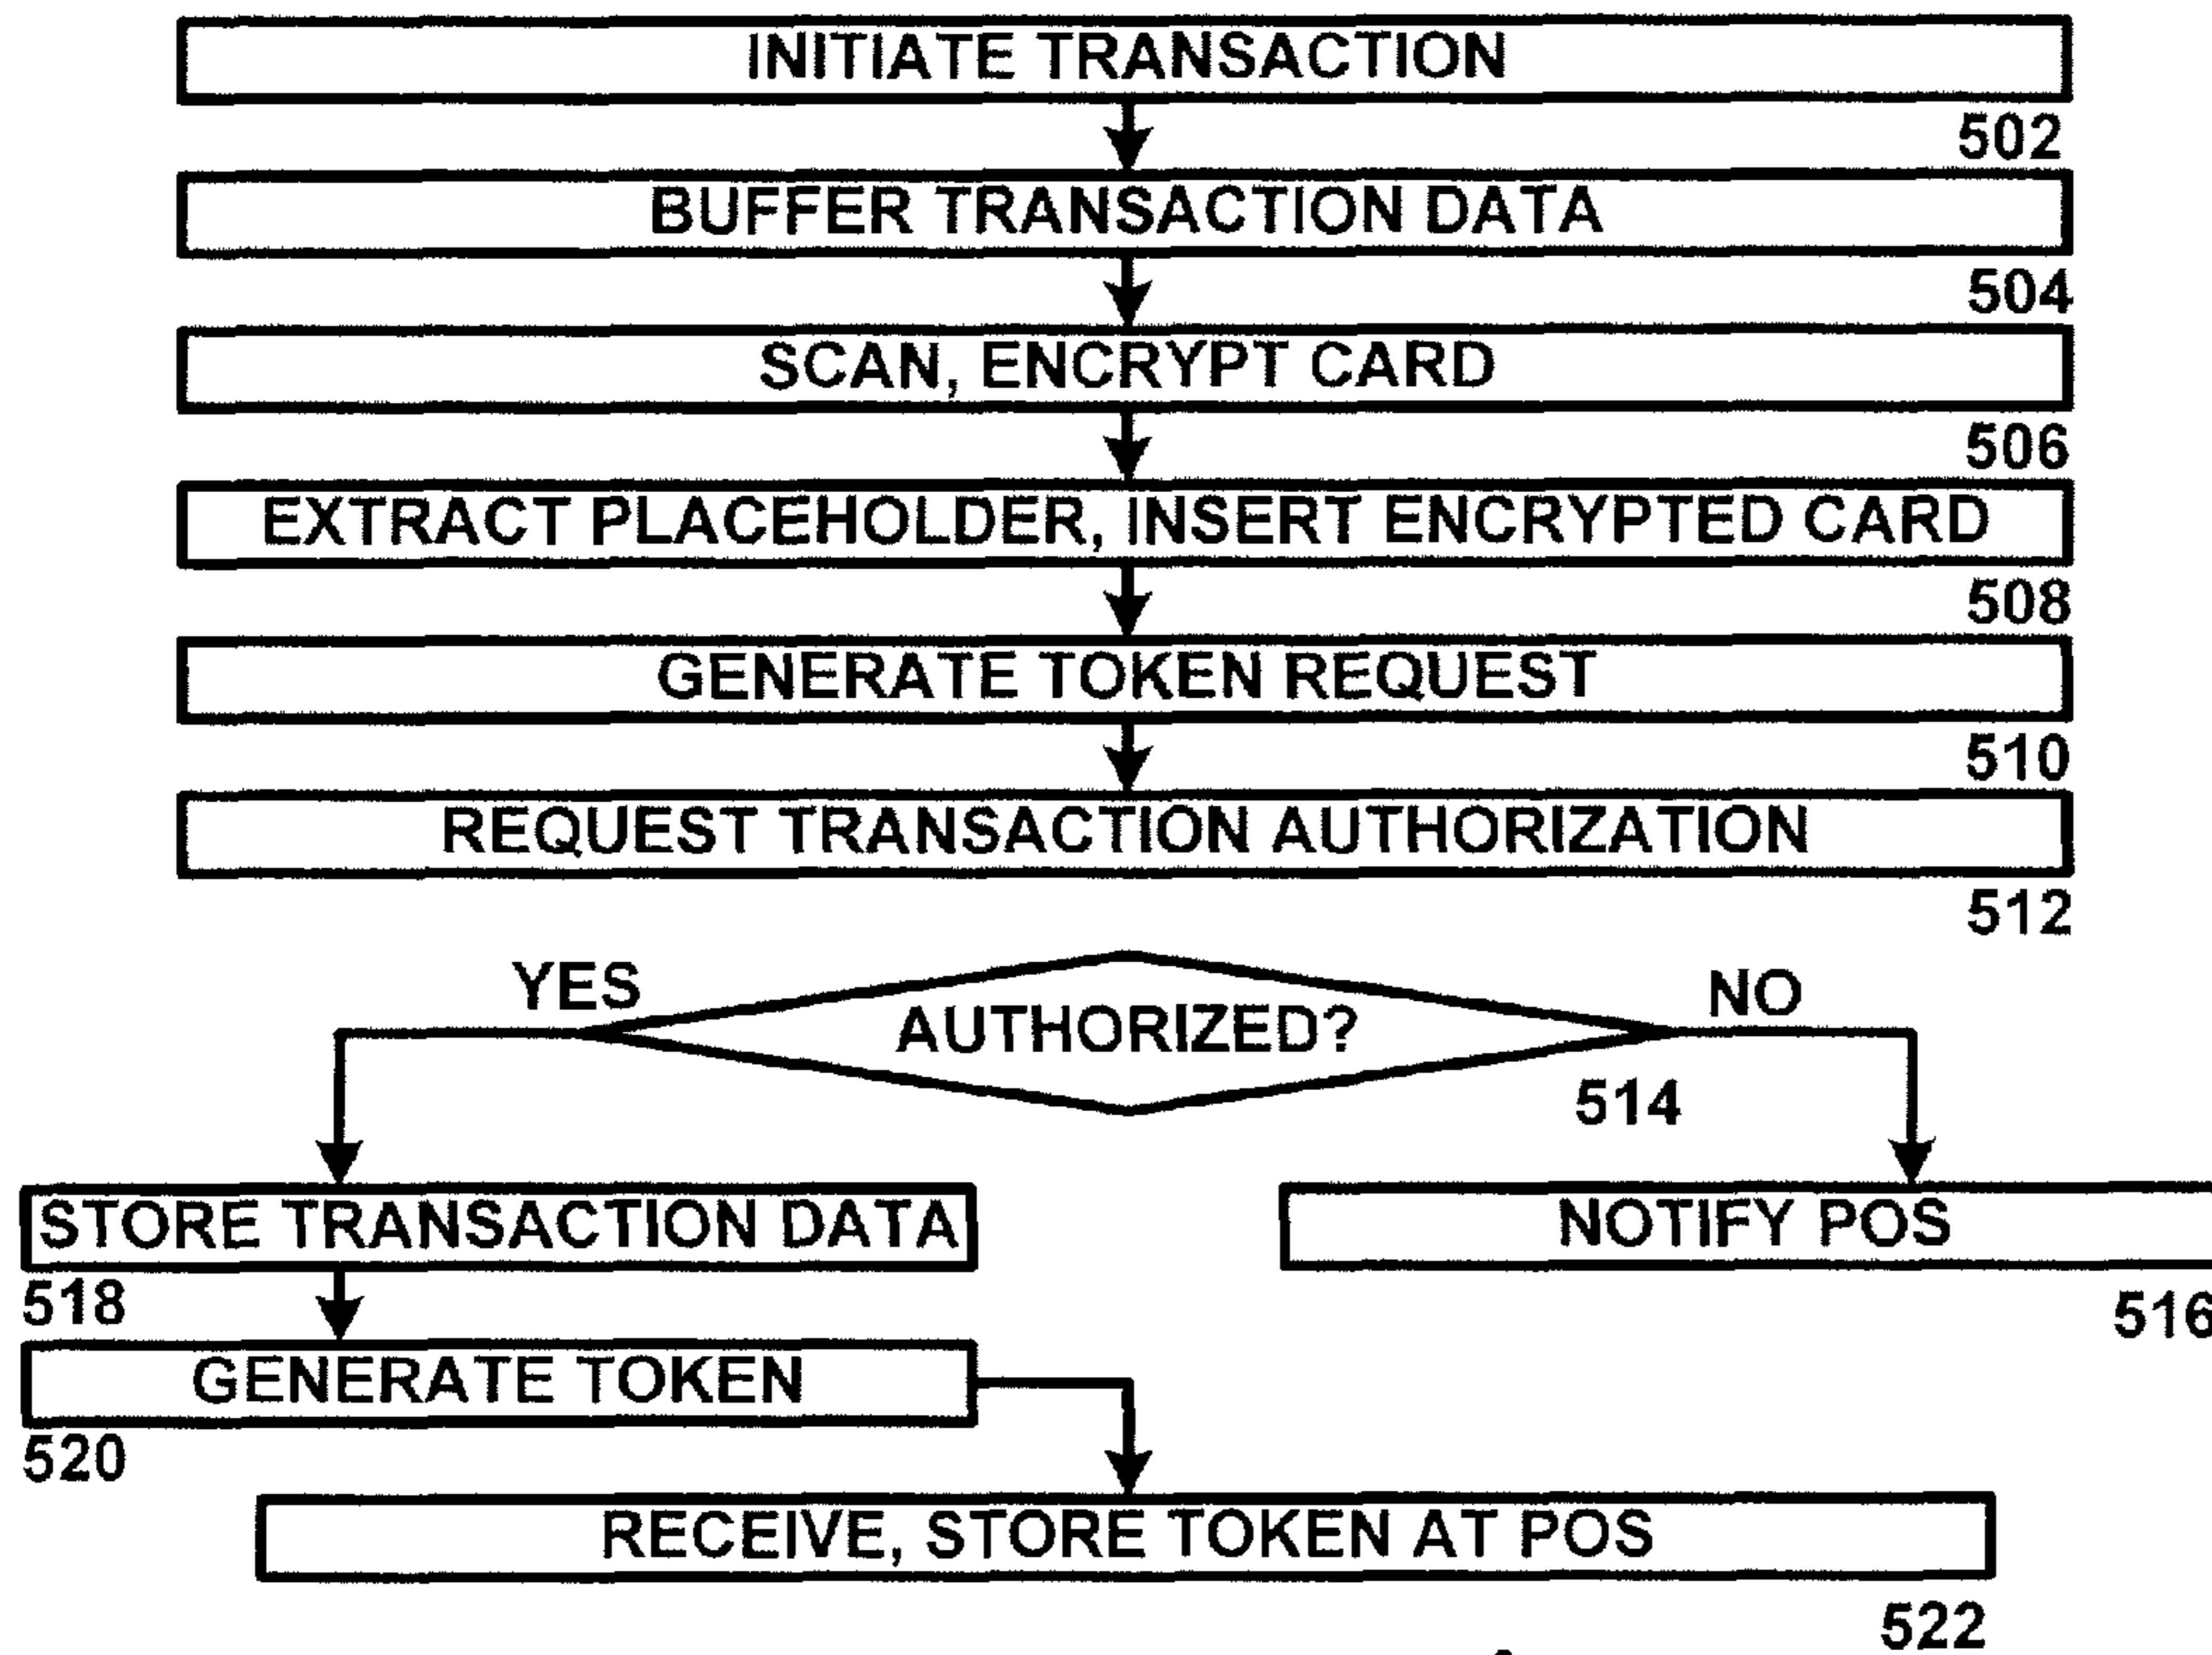 INITIATE TRANSACTION
502
BUFFER TRANSACTION DATA
504
SCAN, ENCRYPT CARD
506
EXTRACT PLACEHOLDER, INSERT ENCRYPTED CARD
508
GENERATE TOKEN REQUEST
510
REQUEST TRANSACTION AUTHORIZATION
512
YES
NO
AUTHORIZED?
514
STORE TRANSACTION DATA
NOTIFY POS
518
516
GENERATE TOKEN
520
RECEIVE, STORE TOKEN AT POS
522